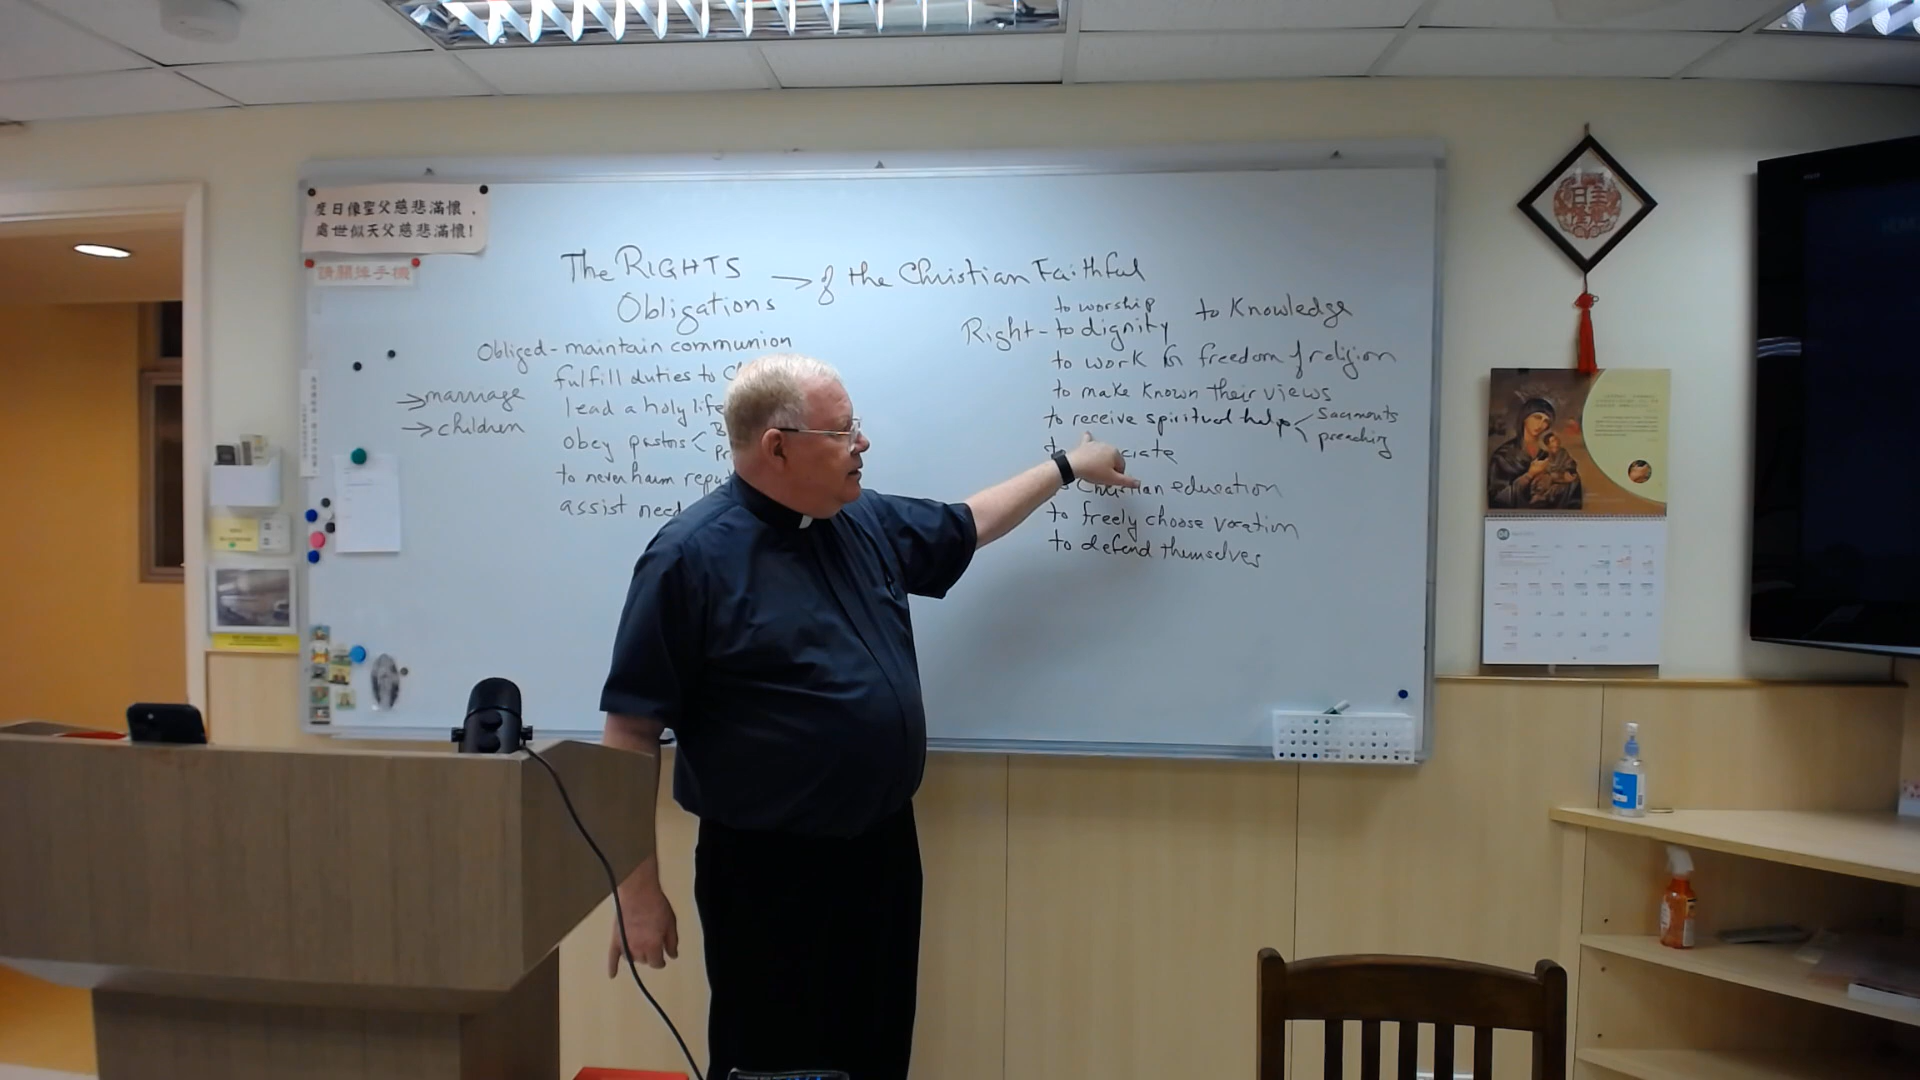 度日像聖父慈悲滿懷，
處世似天父慈悲滿懷！
請關掉手機
The RIGHTS → of the Christian Faithful
Obligations
Obliged - maintain communion
fulfill duties to
→ marriage
lead a holy life
→ children
obey pastors <
to never harm
assist
to worship to Knowledge
Right - to dignity
to work for freedom of religion
to make known their views
to receive spiritual help < Sacraments
preaching
to
Christian education
to freely choose vocation
to defend themselves